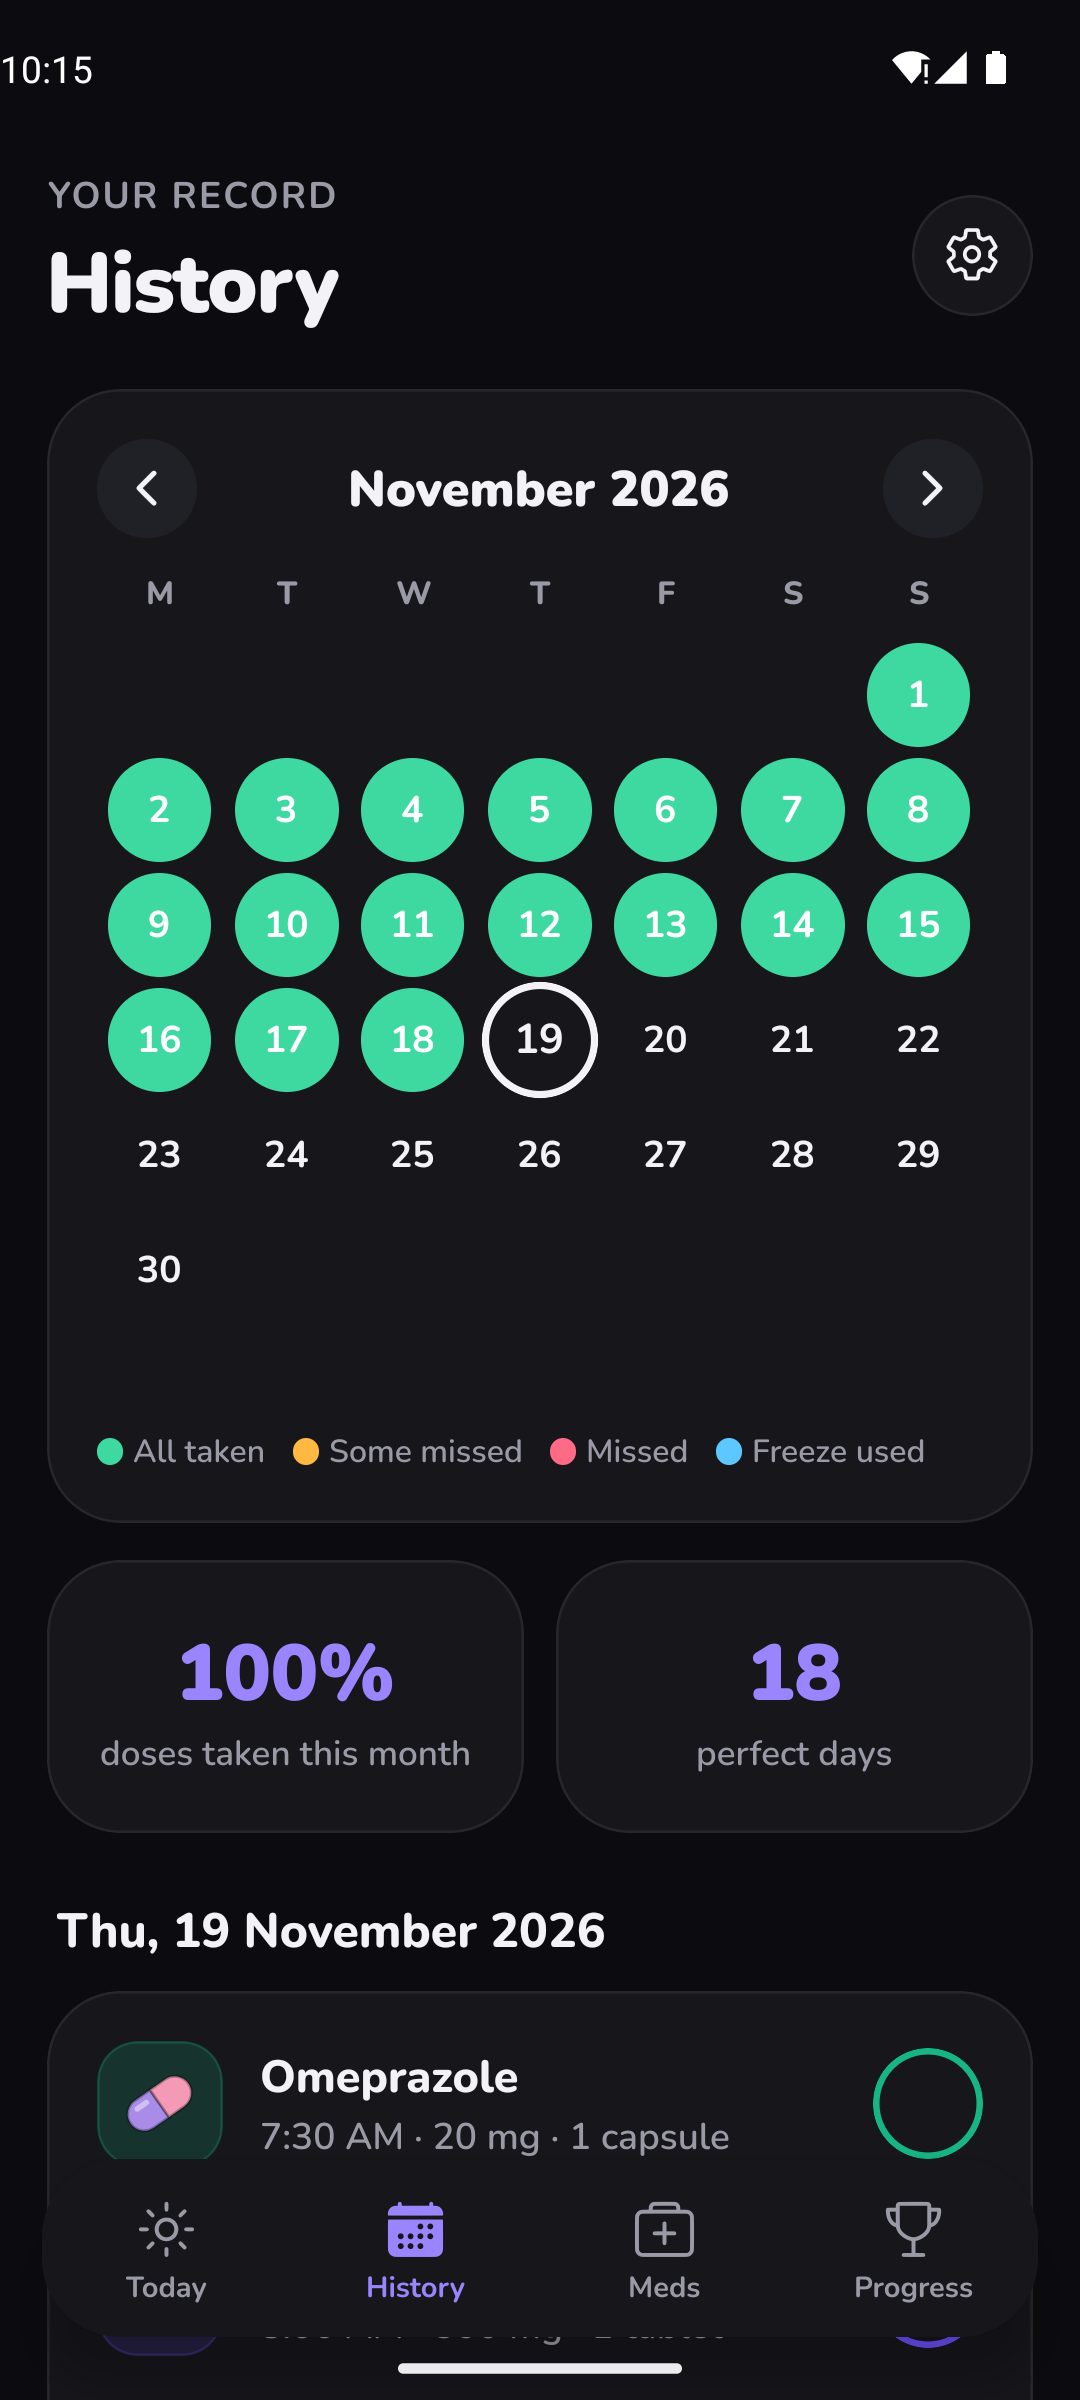 10:15
YOUR RECORD
History
November 2026
M T W T F S S
1
2 3 4 5 6 7 8
9 10 11 12 13 14 15
16 17 18 19 20 21 22
23 24 25 26 27 28 29
30
All taken Some missed Missed Freeze used
100% 18
doses taken this month perfect days
Thu, 19 November 2026
Omeprazole
7:30 AM · 20 mg · 1 capsule
Today History Meds Progress